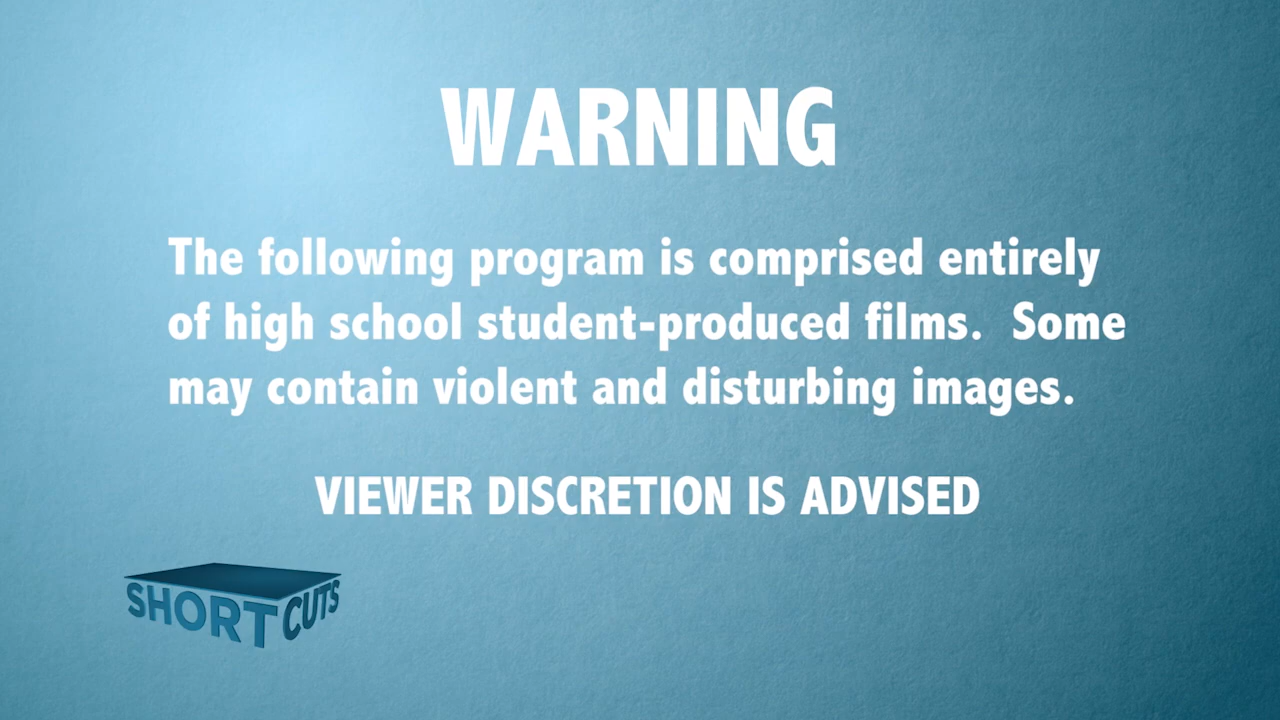 WARNING
The following program is comprised entirely
of high school student-produced films.  Some
may contain violent and disturbing images.
VIEWER DISCRETION IS ADVISED
SHORT CUTS